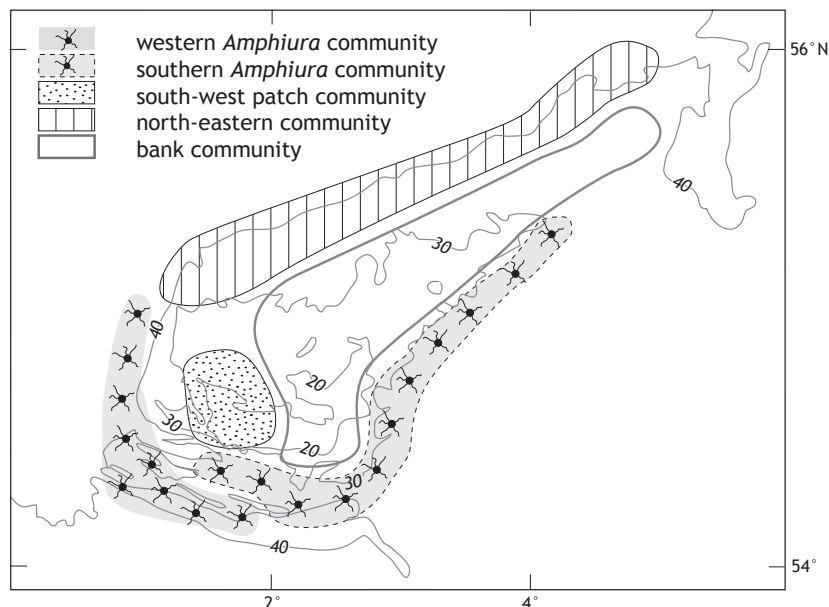 western Amphiura community
southern Amphiura community
south-west patch community
north-eastern community
bank community
56°N
40
30
40
20
30
20
30
40
54°
2°
4°